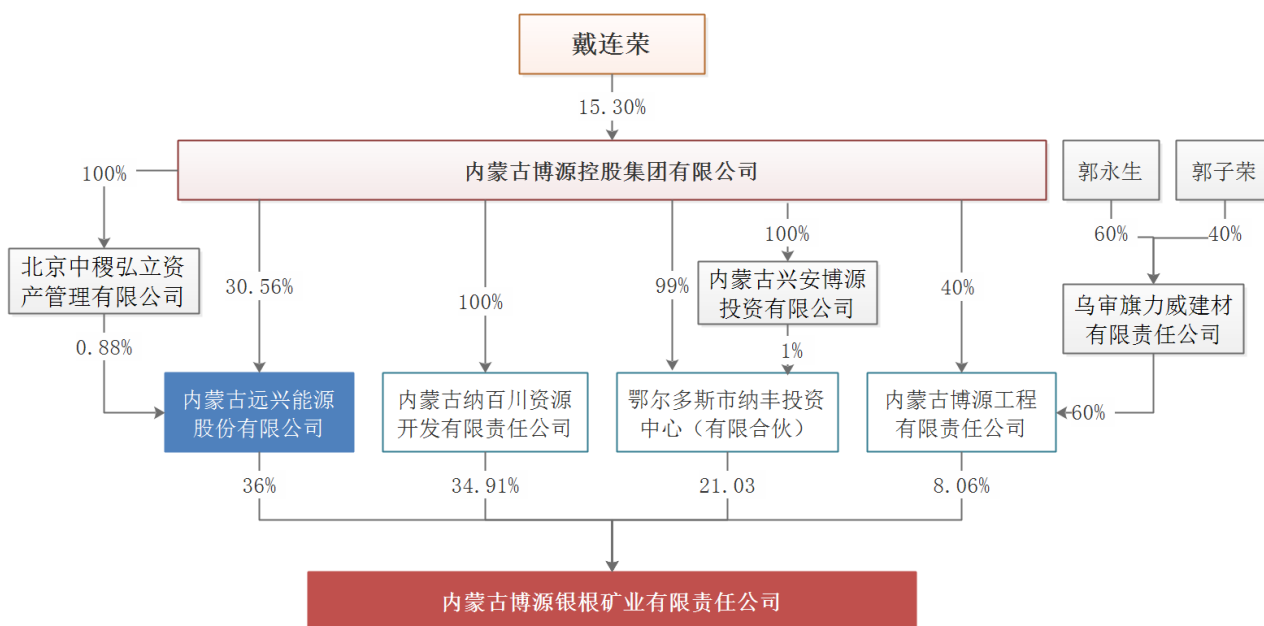 戴连荣
15.30%
内蒙古博源控股集团有限公司
郭永生
郭子荣
100%
60%
40%
100%
北京中稷弘立资
产管理有限公司
30.56%
100%
99%
内蒙古兴安博源
投资有限公司
40%
乌审旗力威建材
有限责任公司
0.88%
1%
内蒙古远兴能源
股份有限公司
内蒙古纳百川资源
开发有限责任公司
鄂尔多斯市纳丰投资
中心（有限合伙）
内蒙古博源工程
有限责任公司
60%
36%
34.91%
21.03
8.06%
内蒙古博源银根矿业有限责任公司